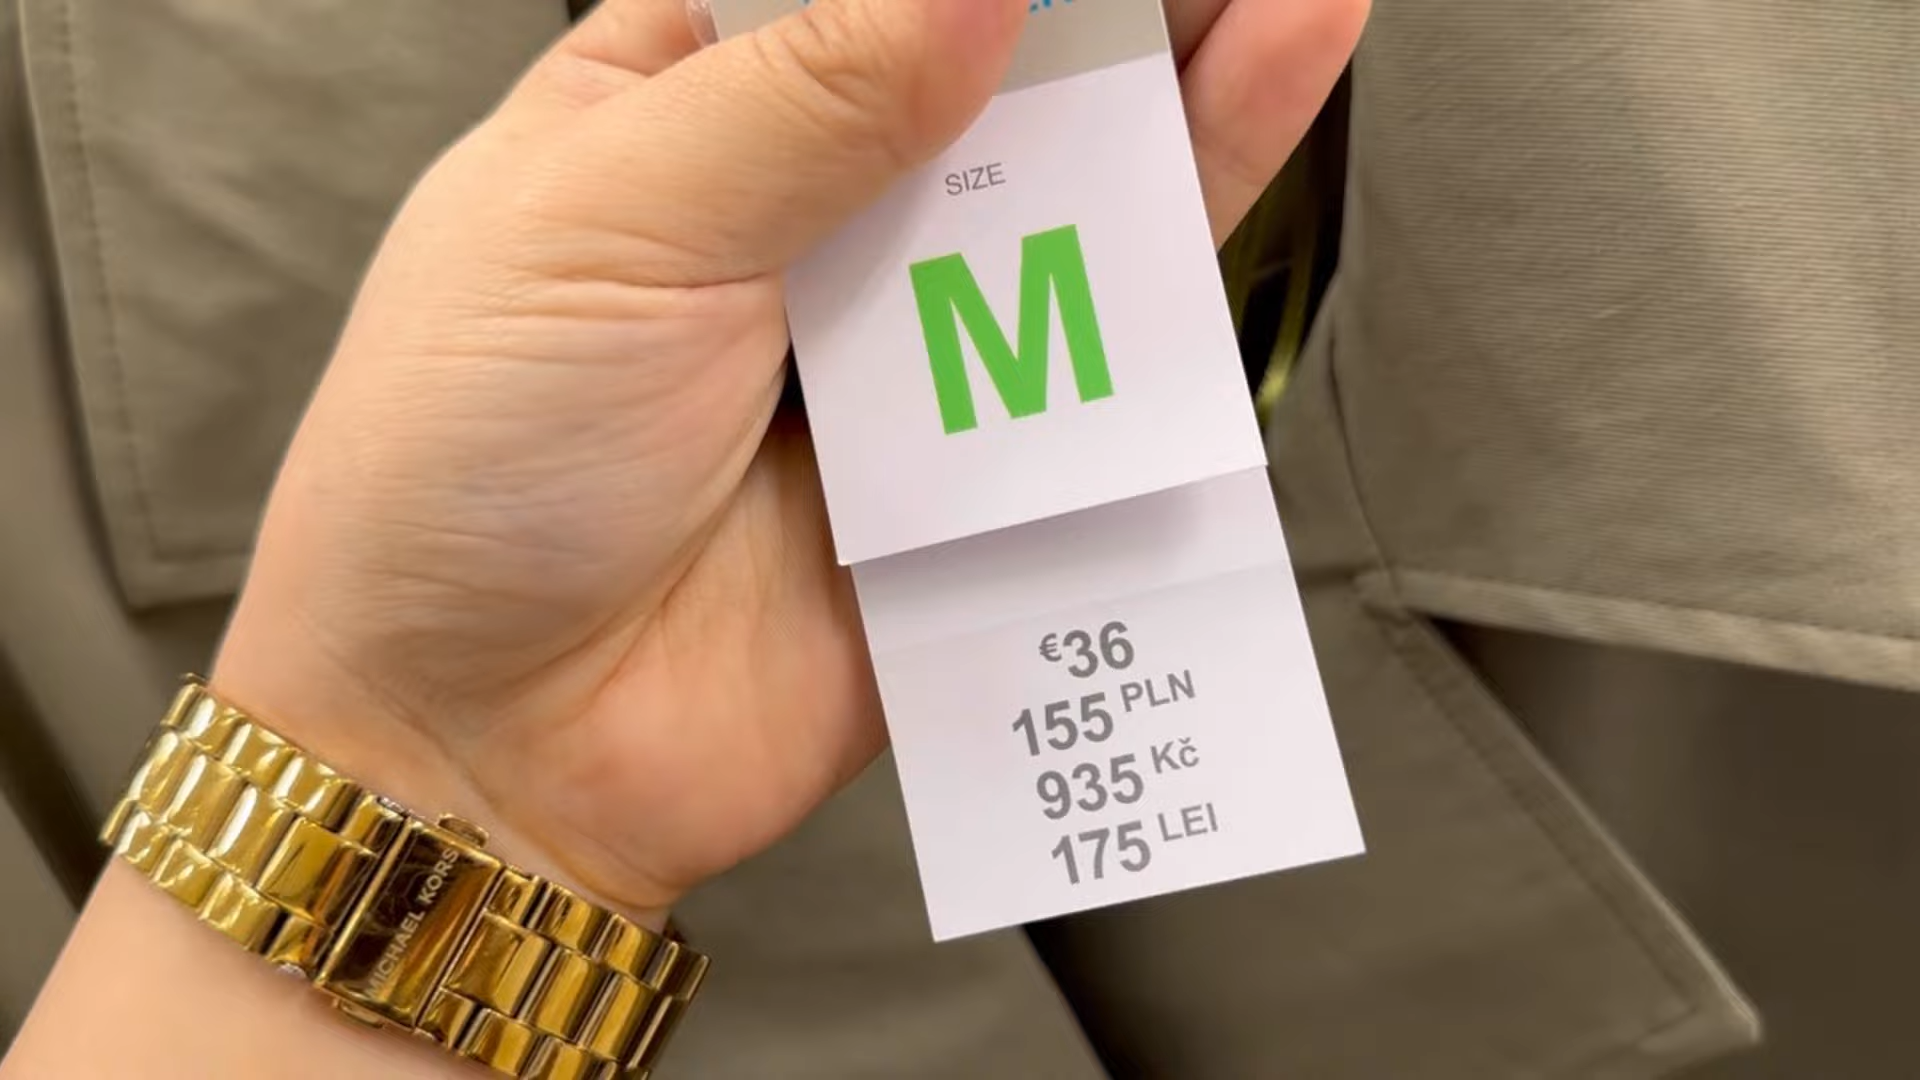 SIZE
M
€36
155 PLN
935 Kč
175 LEI
MICHAEL KORS